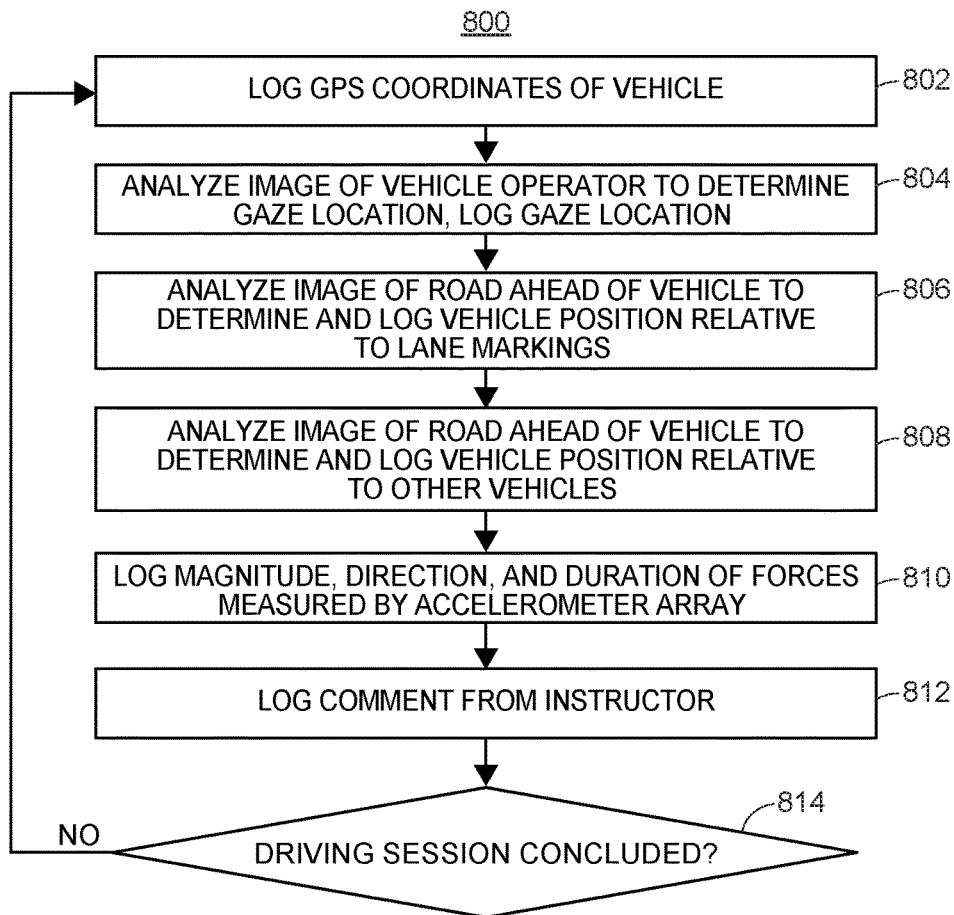 800
LOG GPS COORDINATES OF VEHICLE
802
ANALYZE IMAGE OF VEHICLE OPERATOR TO DETERMINE
GAZE LOCATION, LOG GAZE LOCATION
804
ANALYZE IMAGE OF ROAD AHEAD OF VEHICLE TO
DETERMINE AND LOG VEHICLE POSITION RELATIVE
TO LANE MARKINGS
806
ANALYZE IMAGE OF ROAD AHEAD OF VEHICLE TO
DETERMINE AND LOG VEHICLE POSITION RELATIVE
TO OTHER VEHICLES
808
LOG MAGNITUDE, DIRECTION, AND DURATION OF FORCES
MEASURED BY ACCELEROMETER ARRAY
810
LOG COMMENT FROM INSTRUCTOR
812
814
NO
DRIVING SESSION CONCLUDED?